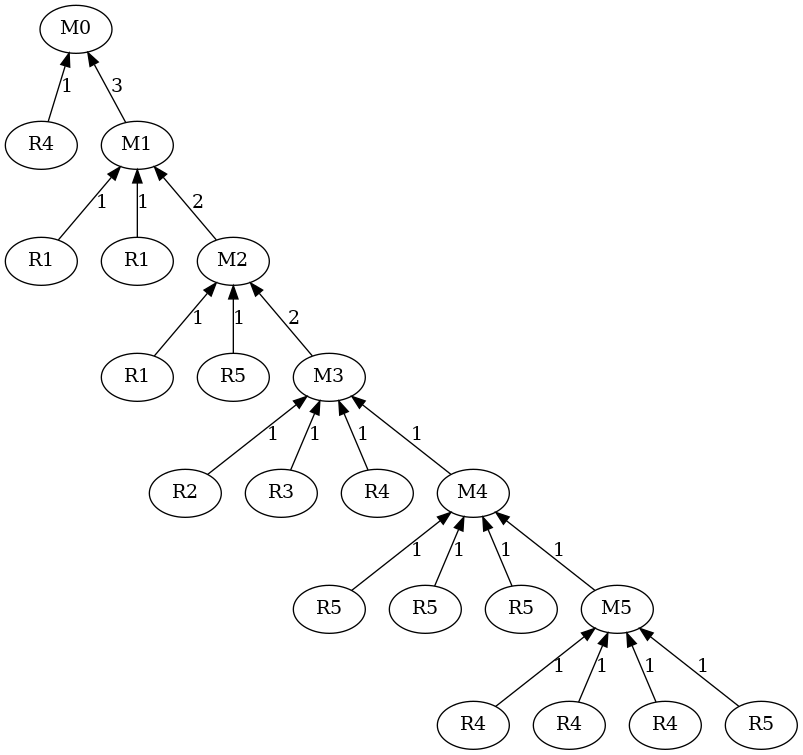 M0
1 3
R4 M1
1 1 2
R1 R1 M2
1 1 2
R1 R5 M3
1 1 1 1
R2 R3 R4 M4
1 1 1 1
R5 R5 R5 M5
1 1 1 1
R4 R4 R4 R5